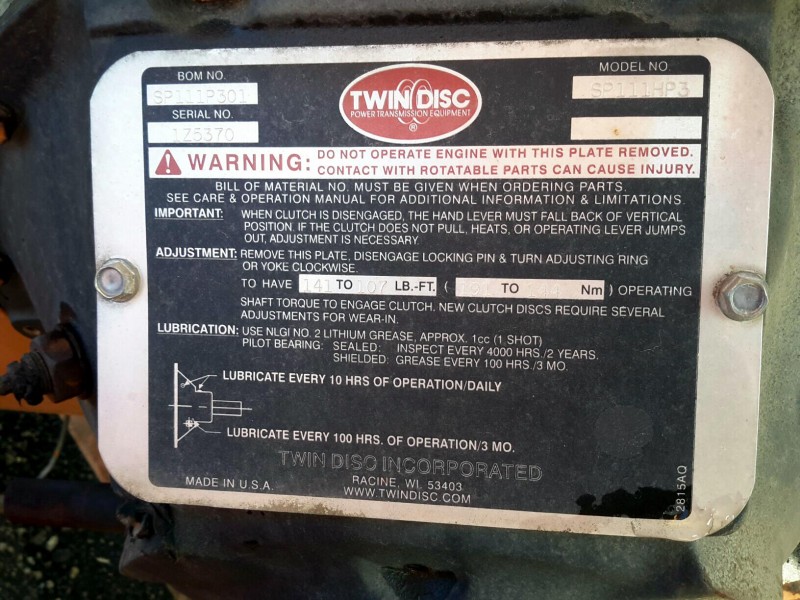 BOM NO.
SP111P301
SERIAL NO.
1Z5370
TWIN DISC
POWER TRANSMISSION EQUIPMENT
®
MODEL NO.
SP111HP3
WARNING: DO NOT OPERATE ENGINE WITH THIS PLATE REMOVED.
CONTACT WITH ROTATABLE PARTS CAN CAUSE INJURY.
BILL OF MATERIAL NO. MUST BE GIVEN WHEN ORDERING PARTS.
SEE CARE & OPERATION MANUAL FOR ADDITIONAL INFORMATION & LIMITATIONS.
IMPORTANT: WHEN CLUTCH IS DISENGAGED, THE HAND LEVER MUST FALL BACK OF VERTICAL
POSITION. IF THE CLUTCH DOES NOT PULL, HEATS, OR OPERATING LEVER JUMPS
OUT, ADJUSTMENT IS NECESSARY.
ADJUSTMENT: REMOVE THIS PLATE, DISENGAGE LOCKING PIN & TURN ADJUSTING RING
OR YOKE CLOCKWISE.
TO HAVE 141 TO 107 LB.-FT. ( TO Nm ) OPERATING
SHAFT TORQUE TO ENGAGE CLUTCH. NEW CLUTCH DISCS REQUIRE SEVERAL
ADJUSTMENTS FOR WEAR-IN.
LUBRICATION: USE NLGI NO. 2 LITHIUM GREASE, APPROX. 1cc (1 SHOT)
PILOT BEARING: SEALED: INSPECT EVERY 4000 HRS./2 YEARS.
SHIELDED: GREASE EVERY 100 HRS./3 MO.
LUBRICATE EVERY 10 HRS OF OPERATION/DAILY
LUBRICATE EVERY 100 HRS. OF OPERATION/3 MO.
TWIN DISC INCORPORATED
RACINE, WI. 53403
WWW.TWINDISC.COM
MADE IN U.S.A.
2815AQ